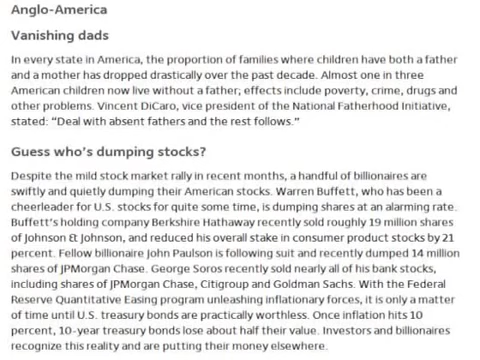 Anglo-America
Vanishing dads
In every state in America, the proportion of families where children have both a father
and a mother has dropped drastically over the past decade. Almost one in three
American children now live without a father; effects include poverty, crime, drugs and
other problems. Vincent DiCaro, vice president of the National Fatherhood Initiative,
stated: “Deal with absent fathers and the rest follows.”
Guess who’s dumping stocks?
Despite the mild stock market rally in recent months, a handful of billionaires are
swiftly and quietly dumping their American stocks. Warren Buffett, who has been a
cheerleader for U.S. stocks for quite some time, is dumping shares at an alarming rate.
Buffett’s holding company Berkshire Hathaway recently sold roughly 19 million shares
of Johnson & Johnson, and reduced his overall stake in consumer product stocks by 21
percent. Fellow billionaire John Paulson is following suit and recently dumped 14 million
shares of JPMorgan Chase. George Soros recently sold nearly all of his bank stocks,
including shares of JPMorgan Chase, Citigroup and Goldman Sachs. With the Federal
Reserve Quantitative Easing program unleashing inflationary forces, it is only a matter
of time until U.S. treasury bonds are practically worthless. Once inflation hits 10
percent, 10-year treasury bonds lose about half their value. Investors and billionaires
recognize this reality and are putting their money elsewhere.